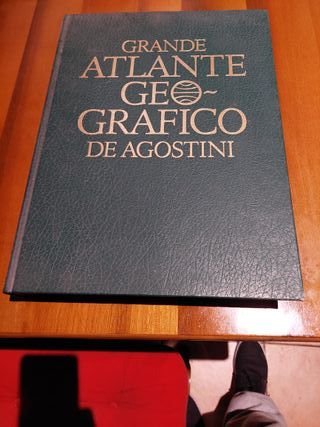 GRANDE
ATLANTE
GEO-
GRAFICO
DE AGOSTINI